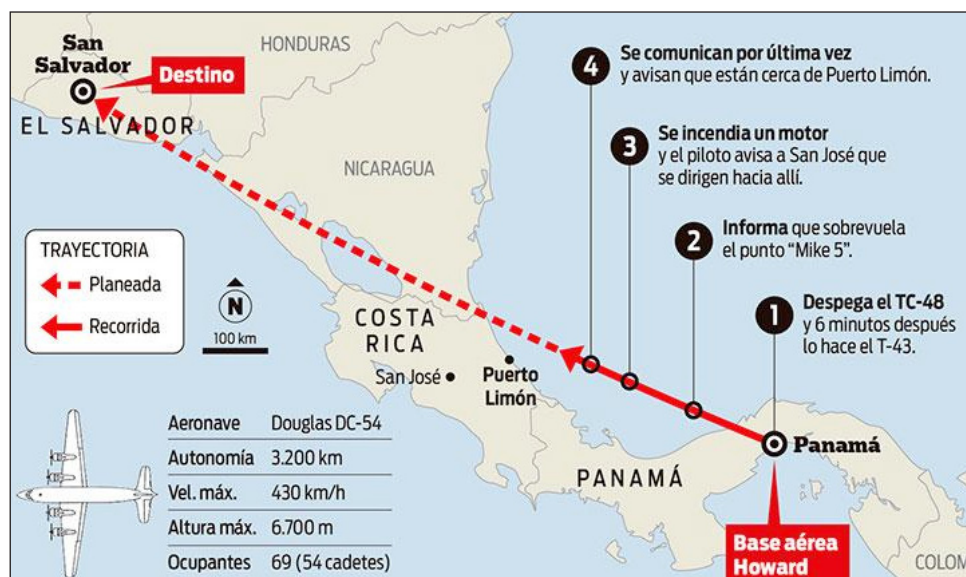 San
Salvador
Destino
EL SALVADOR
HONDURAS
NICARAGUA
4 Se comunican por última vez
y avisan que están cerca de Puerto Limón.
3 Se incendia un motor
y el piloto avisa a San José que
se dirigen hacia allí.
2 Informa que sobrevuela
el punto “Mike 5”.
1 Despega el TC-48
y 6 minutos después
lo hace el T-43.
TRAYECTORIA
Planeada
Recorrida
N
100 km
COSTA
RICA
San José
Puerto
Limón
PANAMÁ
Panamá
Base aérea
Howard
COLOM
Aeronave Douglas DC-54
Autonomía 3.200 km
Vel. máx. 430 km/h
Altura máx. 6.700 m
Ocupantes 69 (54 cadetes)